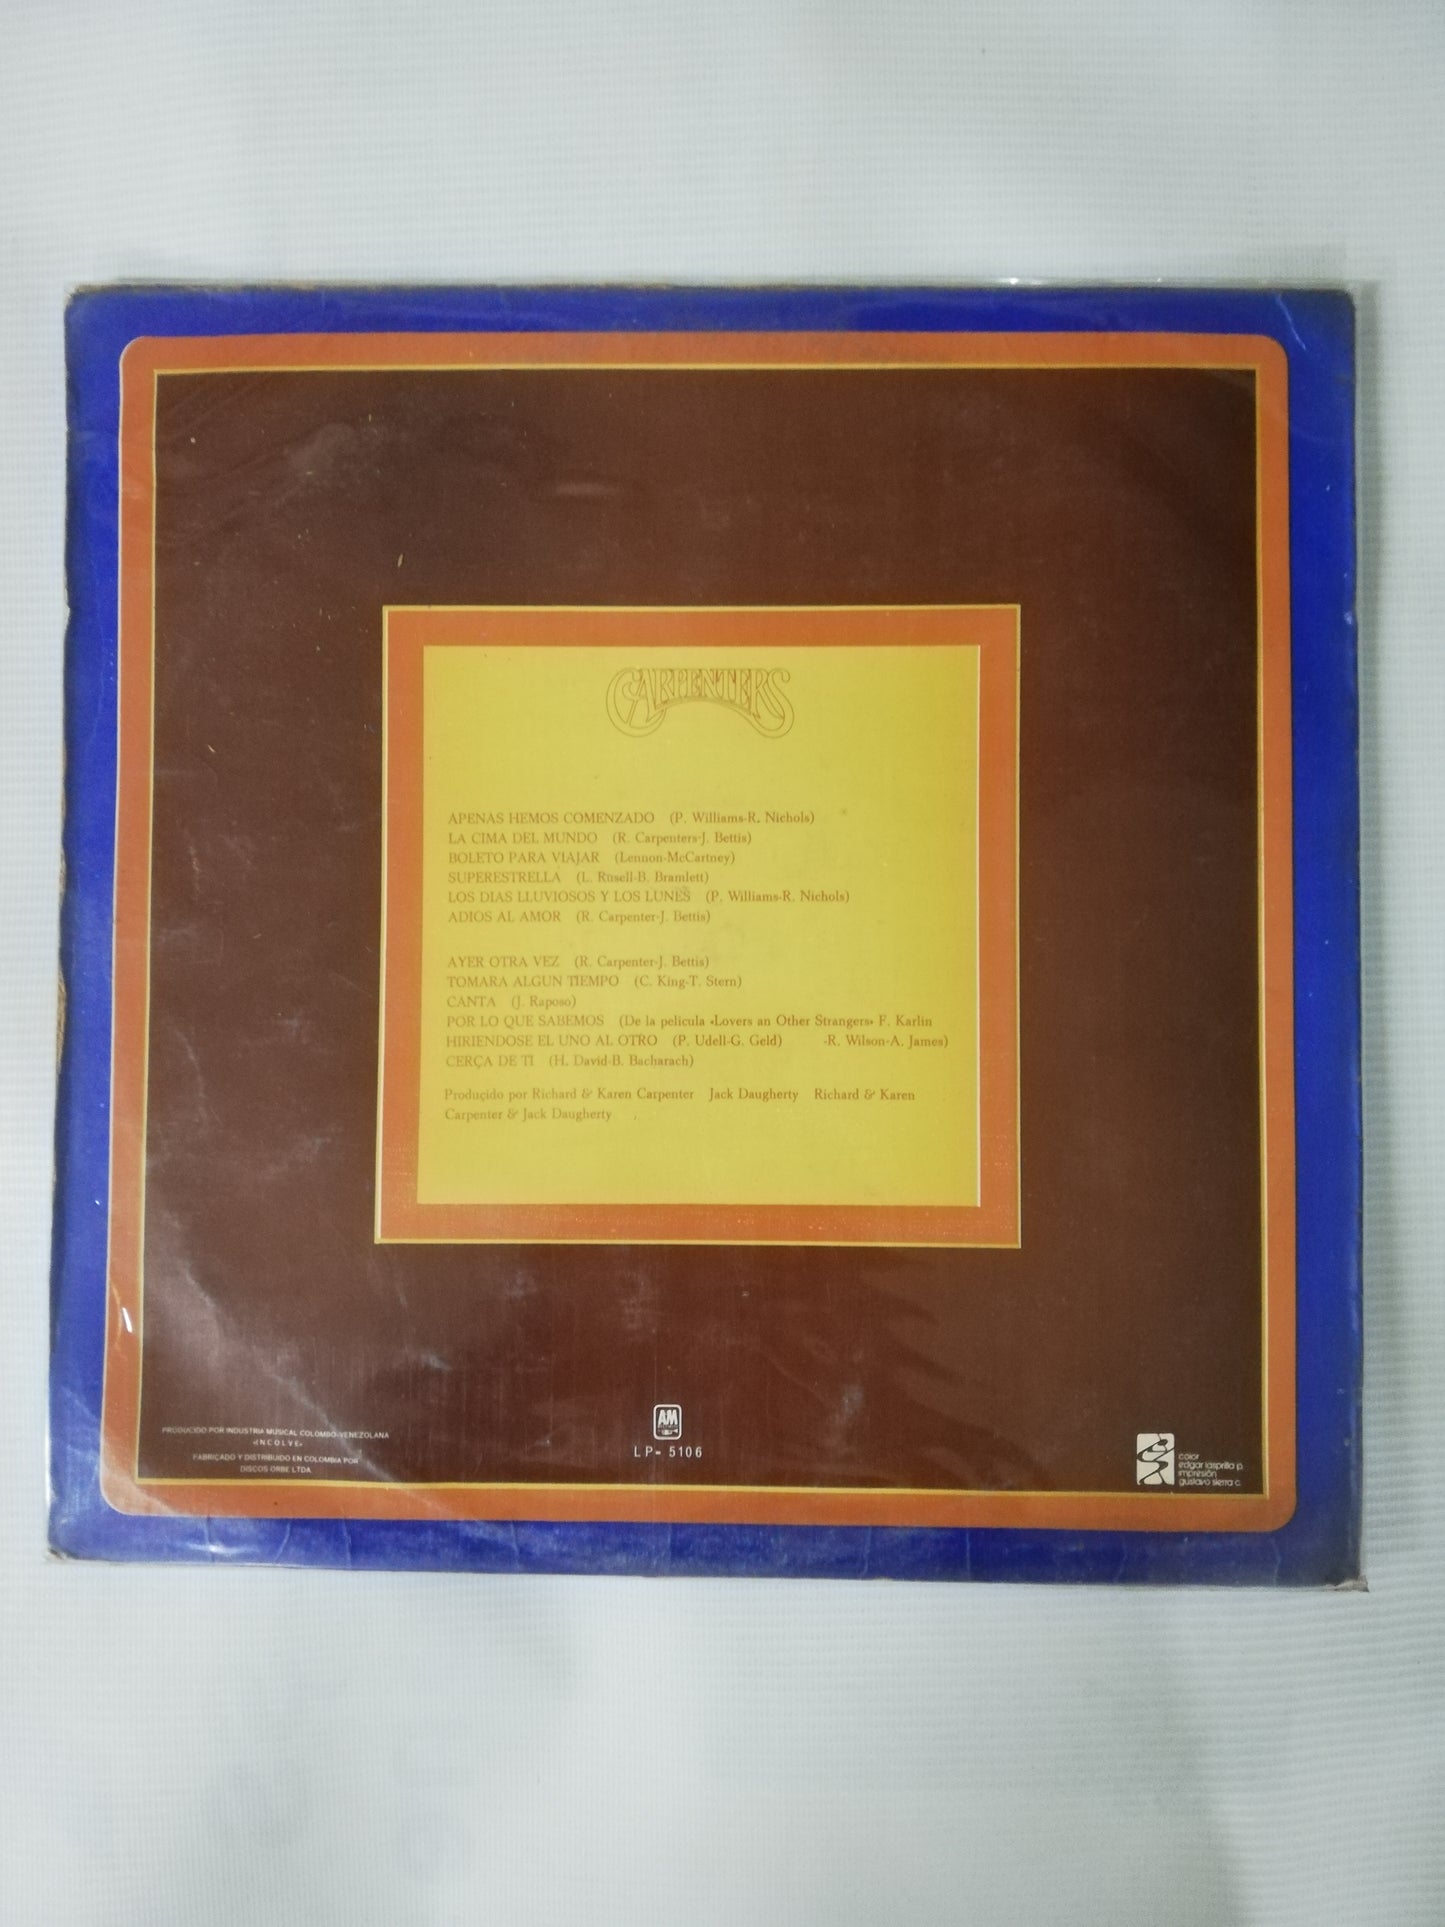 CARPENTERS
APENAS HEMOS COMENZADO (P. Williams-R. Nichols)
LA CIMA DEL MUNDO (R. Carpenters-J. Bettis)
BOLETO PARA VIAJAR (Lennon-McCartney)
SUPERESTRELLA (L. Rusell-B. Bramlett)
LOS DIAS LLUVIOSOS Y LOS LUNES (P. Williams-R. Nichols)
ADIOS AL AMOR (R. Carpenter-J. Bettis)
AYER OTRA VEZ (R. Carpenter-J. Bettis)
TOMARA ALGUN TIEMPO (C. King-T. Stern)
CANTA (J. Raposo)
POR LO QUE SABEMOS (De la pelicula «Lovers an Other Strangers» F. Karlin
HIRIENDOSE EL UNO AL OTRO (P. Udell-G. Geld) -R. Wilson-A. James)
CERÇA DE TI (H. David-B. Bacharach)
Produçido por Richard & Karen Carpenter Jack Daugherty Richard & Karen
Carpenter & Jack Daugherty
PRODUCIDO POR INDUSTRIA MUSICAL COLOMBO-VENEZOLANA
«INCOLVE»
FABRICADO Y DISTRIBUIDO EN COLOMBIA POR
DISCOS ORBE LTDA.
AM
LP- 5106
color
edgar lasprilla p.
impresión
gustavo sierra c.